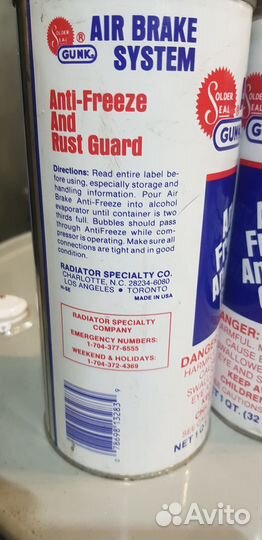 SOLDER SEAL
GUNK
®
AIR BRAKE
SYSTEM
Anti-Freeze
And
Rust Guard
Directions: Read entire label be-
fore using, especially storage and
handling information. Pour Air
Brake Anti-Freeze into alcohol
evaporator until container is two
thirds full. Bubbles should pass
through AntiFreeze while com-
pressor is operating. Make sure all
connections are tight and in good
condition.
RADIATOR SPECIALTY CO.
CHARLOTTE, N.C. 28234-6080
LOS ANGELES • TORONTO
MADE IN USA
RADIATOR SPECIALTY
COMPANY
EMERGENCY NUMBERS:
1-704-377-6555
WEEKEND & HOLIDAYS:
1-704-372-4369
0 78698 13283 9
SOLDER SEAL
GUNK
DANGER:
CHILDREN
1 QT. (32
Avito